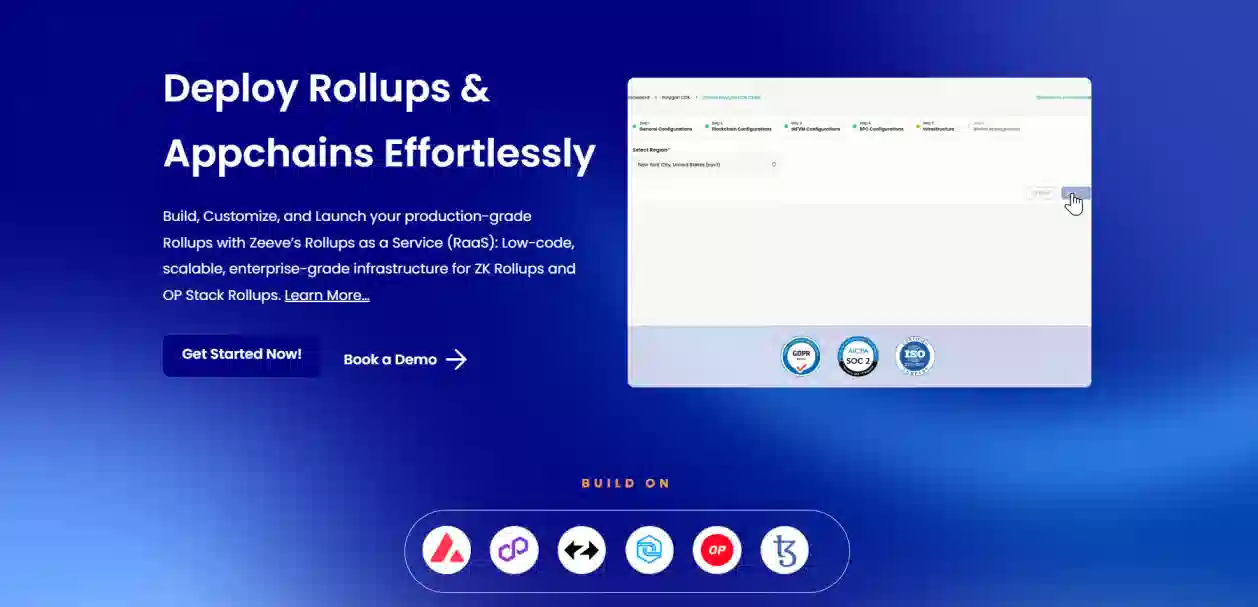 Deploy Rollups &
Appchains Effortlessly
Build, Customize, and Launch your production-grade
Rollups with Zeeve's Rollups as a Service (RaaS): Low-code,
scalable, enterprise-grade infrastructure for ZK Rollups and
OP Stack Rollups. Learn More...
Get Started Now!
Book a Demo
Polygon CDK
General Configurations
Blockchain Configurations
zkEVM Configurations
RPC Configurations
Infrastructure
Select Region*
New York City, United States (nyc1)
GDPR
AICPA
SOC 2
ISO
BUILD ON
OP